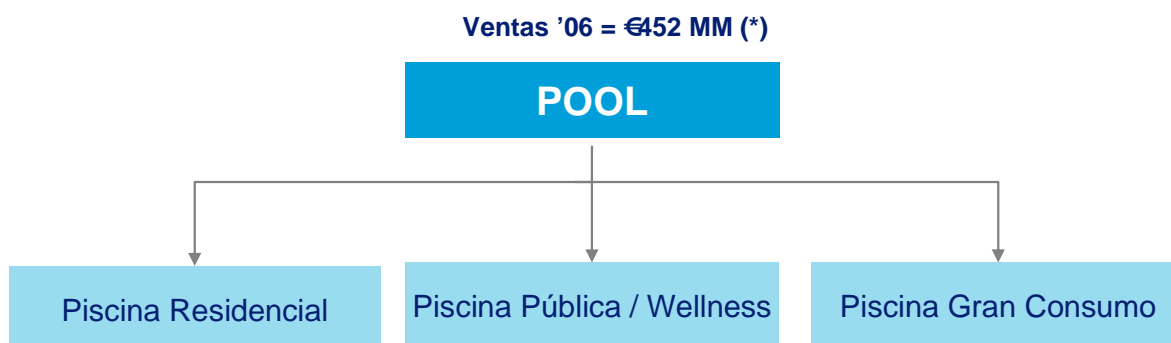 Ventas ’06 = €452 MM (*)
POOL
Piscina Residencial
Piscina Pública / Wellness
Piscina Gran Consumo